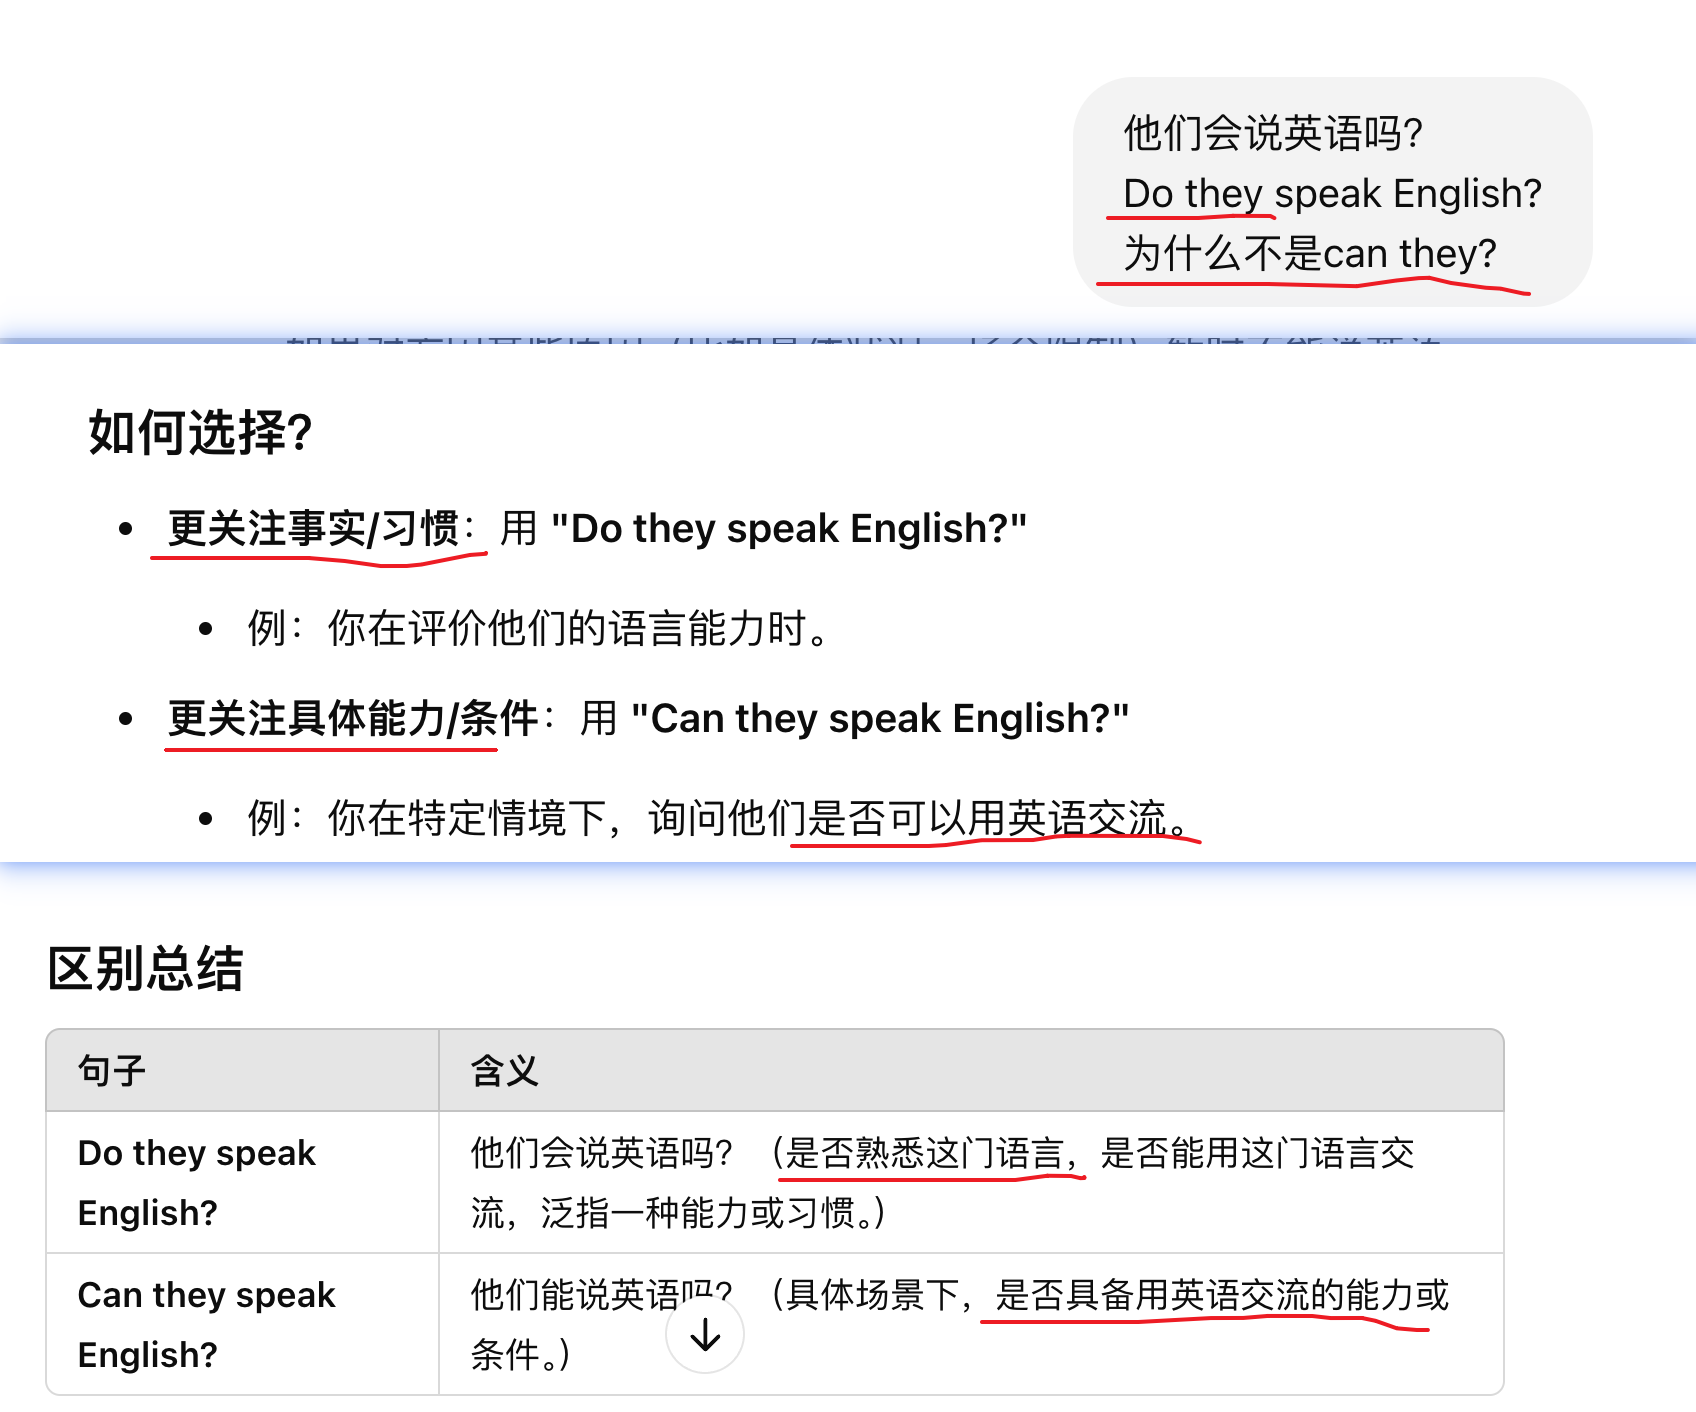 他们会说英语吗?
Do they speak English?
为什么不是can they?
如何选择?
• 更关注事实/习惯：用 "Do they speak English?"
• 例：你在评价他们的语言能力时。
• 更关注具体能力/条件：用 "Can they speak English?"
• 例：你在特定情境下，询问他们是否可以用英语交流。
区别总结
句子 含义
Do they speak English? 他们会说英语吗? （是否熟悉这门语言，是否能用这门语言交
流，泛指一种能力或习惯。）
Can they speak English? 他们能说英语吗? （具体场景下，是否具备用英语交流的能力或
条件。）